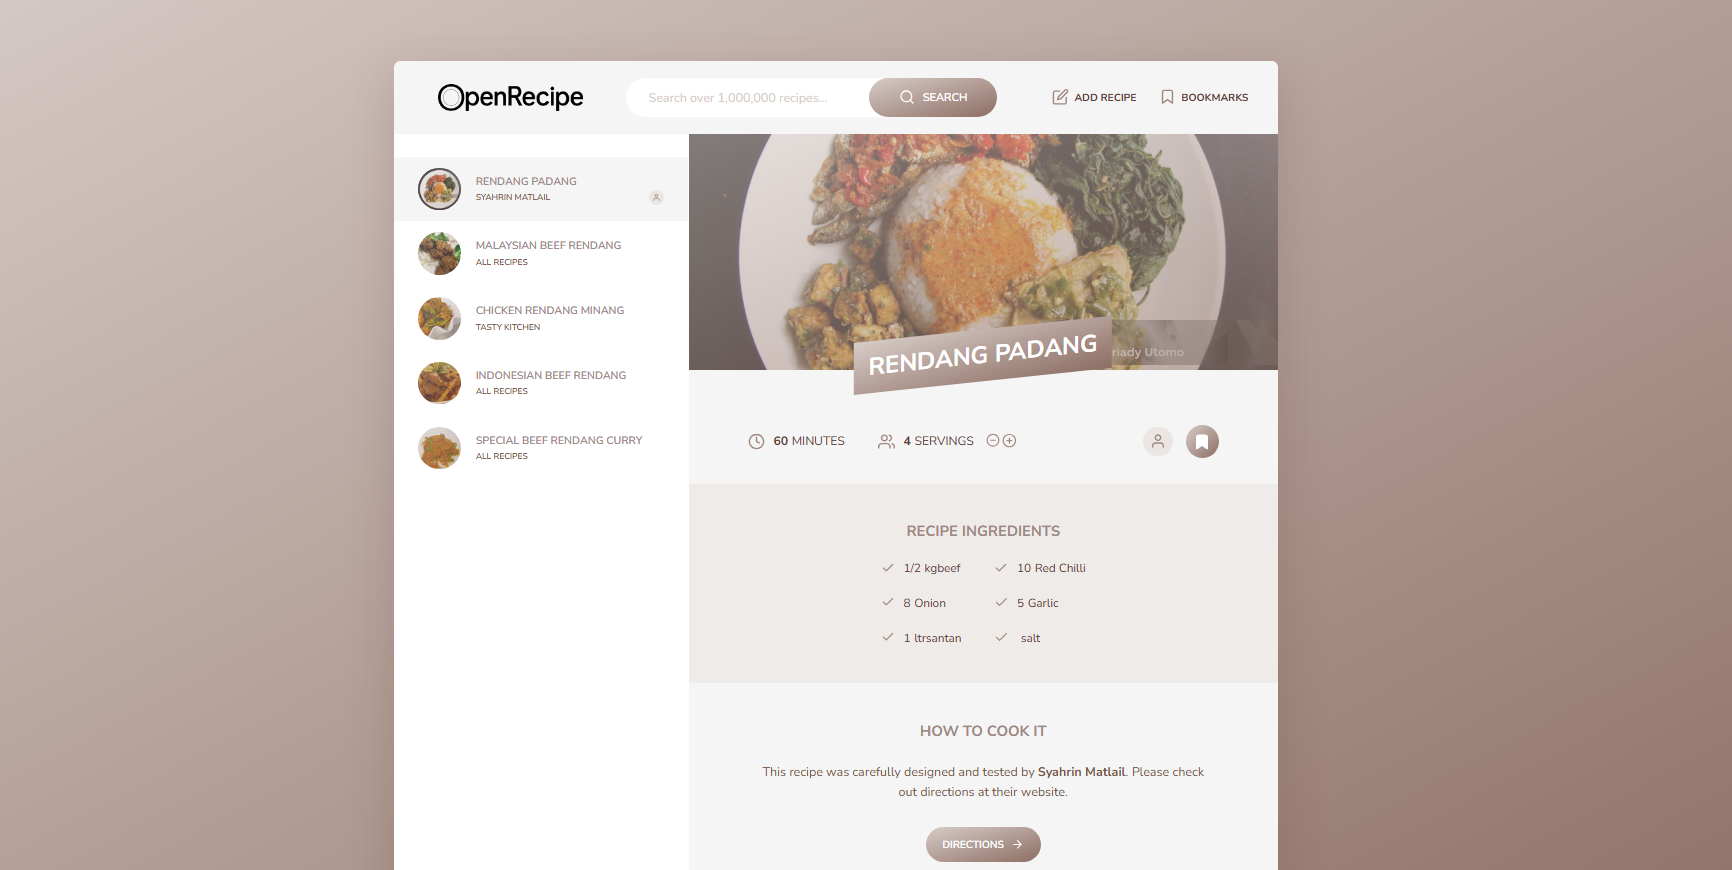 OpenRecipe
Search over 1,000,000 recipes...
SEARCH
ADD RECIPE
BOOKMARKS
RENDANG PADANG
SYAHRIN MATLAIL
MALAYSIAN BEEF RENDANG
ALL RECIPES
CHICKEN RENDANG MINANG
TASTY KITCHEN
INDONESIAN BEEF RENDANG
ALL RECIPES
SPECIAL BEEF RENDANG CURRY
ALL RECIPES
riady Utomo
RENDANG PADANG
60 MINUTES
4 SERVINGS
RECIPE INGREDIENTS
1/2 kgbeef
10 Red Chilli
8 Onion
5 Garlic
1 ltrsantan
salt
HOW TO COOK IT
This recipe was carefully designed and tested by Syahrin Matlail. Please check
out directions at their website.
DIRECTIONS →